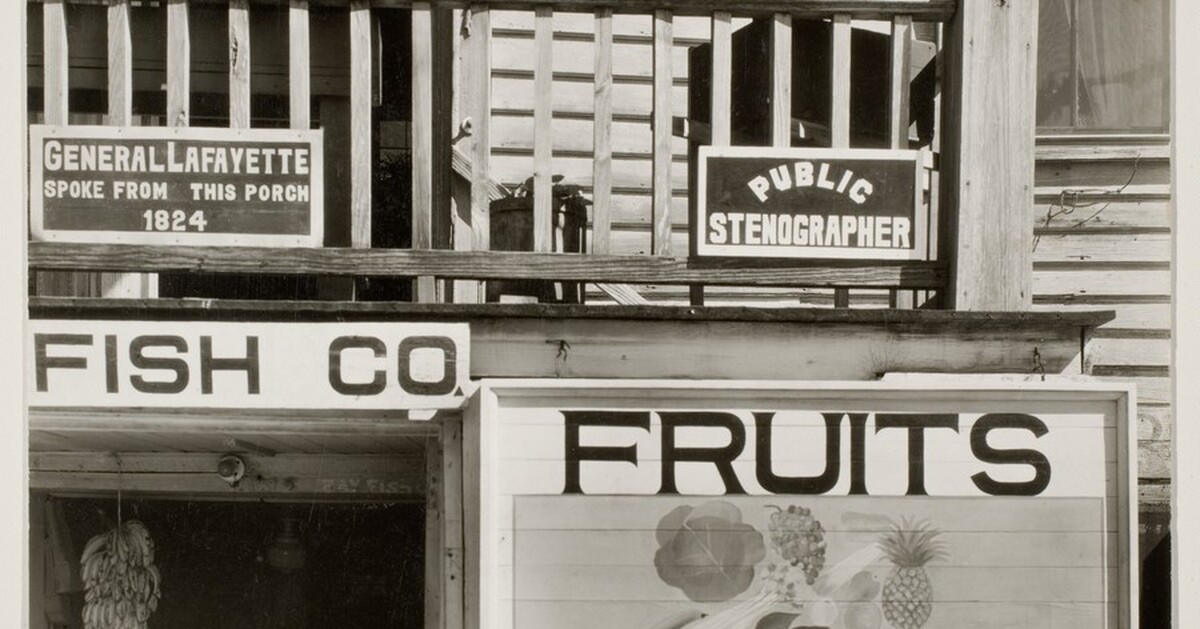 GENERAL LAFAYETTE
SPOKE FROM THIS PORCH
1824
PUBLIC
STENOGRAPHER
FISH CO.
FRUITS